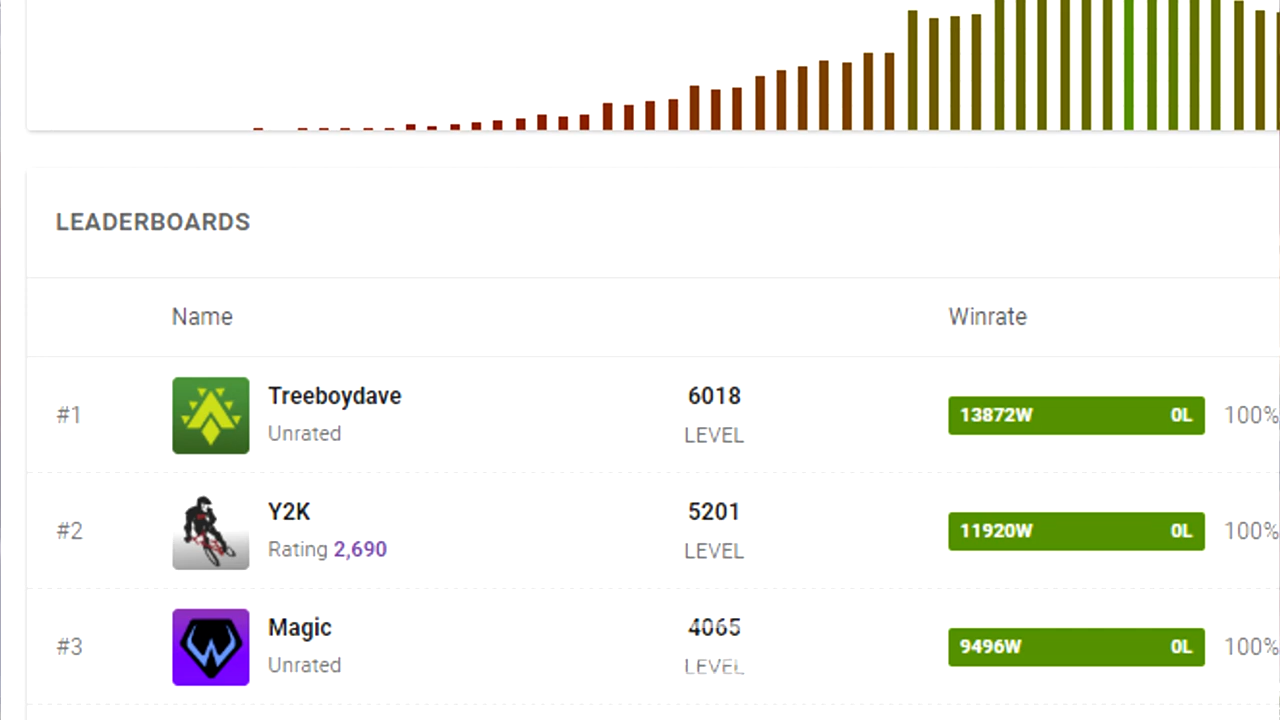 LEADERBOARDS
Name Winrate
#1 Treeboydave 6018 13872W 0L 100%
Unrated LEVEL
#2 Y2K 5201 11920W 0L 100%
Rating 2,690 LEVEL
#3 Magic 4065 9496W 0L 100%
Unrated LEVEL